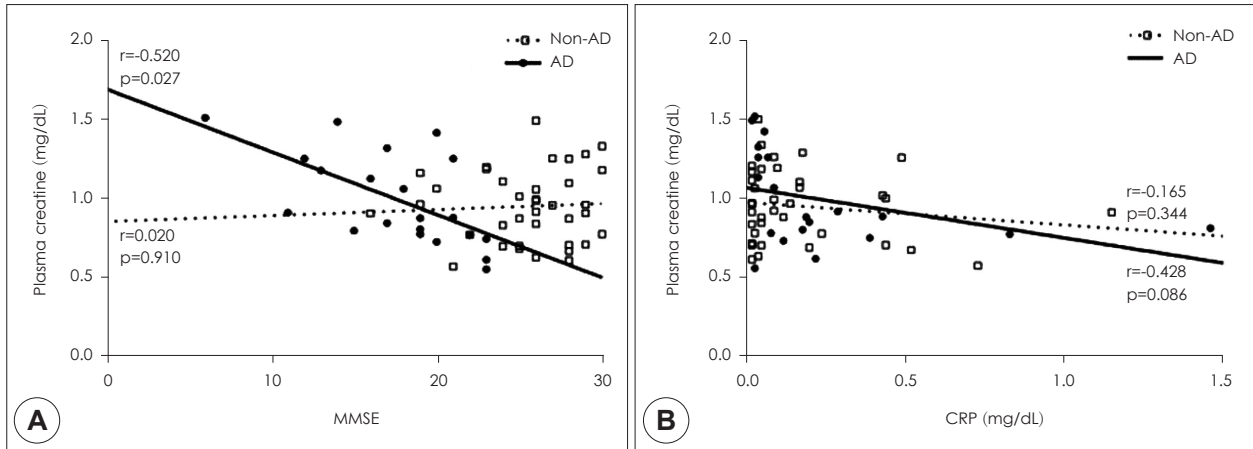 2.0
1.5
1.0
0.5
0.0
Plasma creatine (mg/dL)
r=-0.520
p=0.027
r=0.020
p=0.910
Non-AD
AD
0 10 20 30
MMSE
A
2.0
1.5
1.0
0.5
0.0
Plasma creatine (mg/dL)
Non-AD
AD
r=-0.165
p=0.344
r=-0.428
p=0.086
0.0 0.5 1.0 1.5
CRP (mg/dL)
B